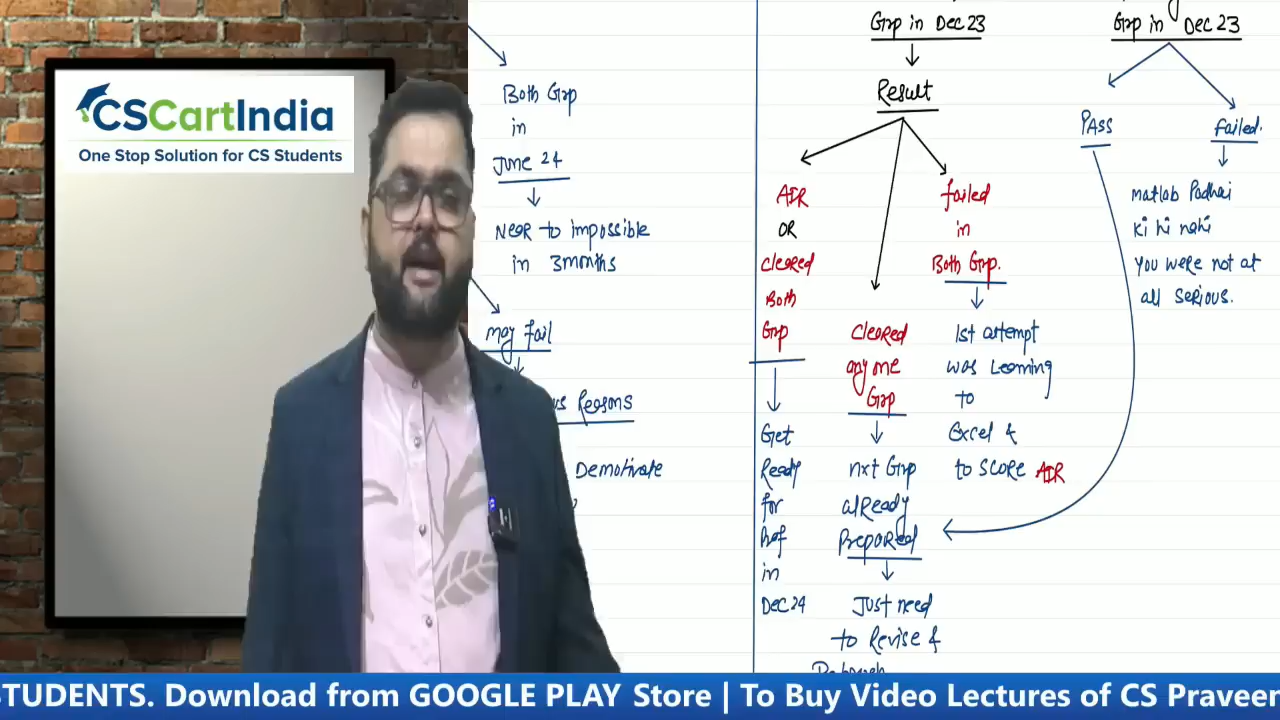 CSCartIndia
One Stop Solution for CS Students
Both Grp
in
June 24
Near to impossible
in 3months
may fail
us Reasons
Demotivate
Grp in Dec 23
Result
AIR
OR
cleared
Both
Grp
Get
Ready
for
Prof
in
Dec 24
cleared
any one
Grp
nxt Grp
already
Prepared
Just need
to Revise &
failed
in
Both Grp.
1st attempt
was Learning
to
Excel &
to score AIR
Grp in Dec 23
PASS
failed.
matlab Padhai
ki hi nahi
You were not at
all serious.
STUDENTS. Download from GOOGLE PLAY Store | To Buy Video Lectures of CS Praveen